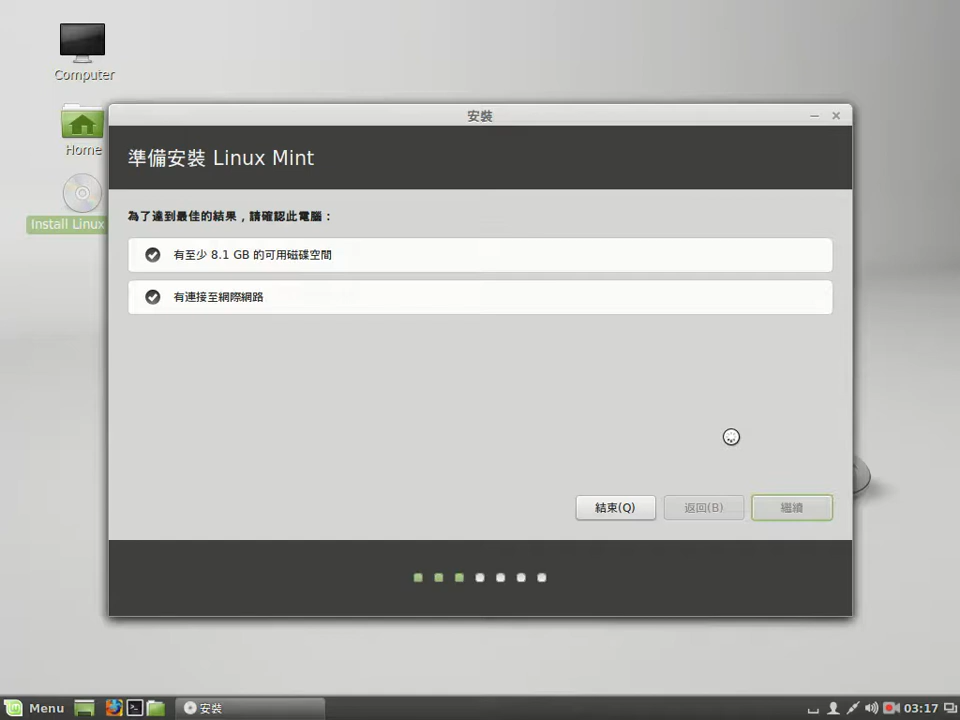 Computer
Home
Install Linux
安裝
準備安裝 Linux Mint
為了達到最佳的結果，請確認此電腦：
有至少 8.1 GB 的可用磁碟空間
有連接至網際網路
結束(Q)
返回(B)
繼續
Menu
安裝
03:17